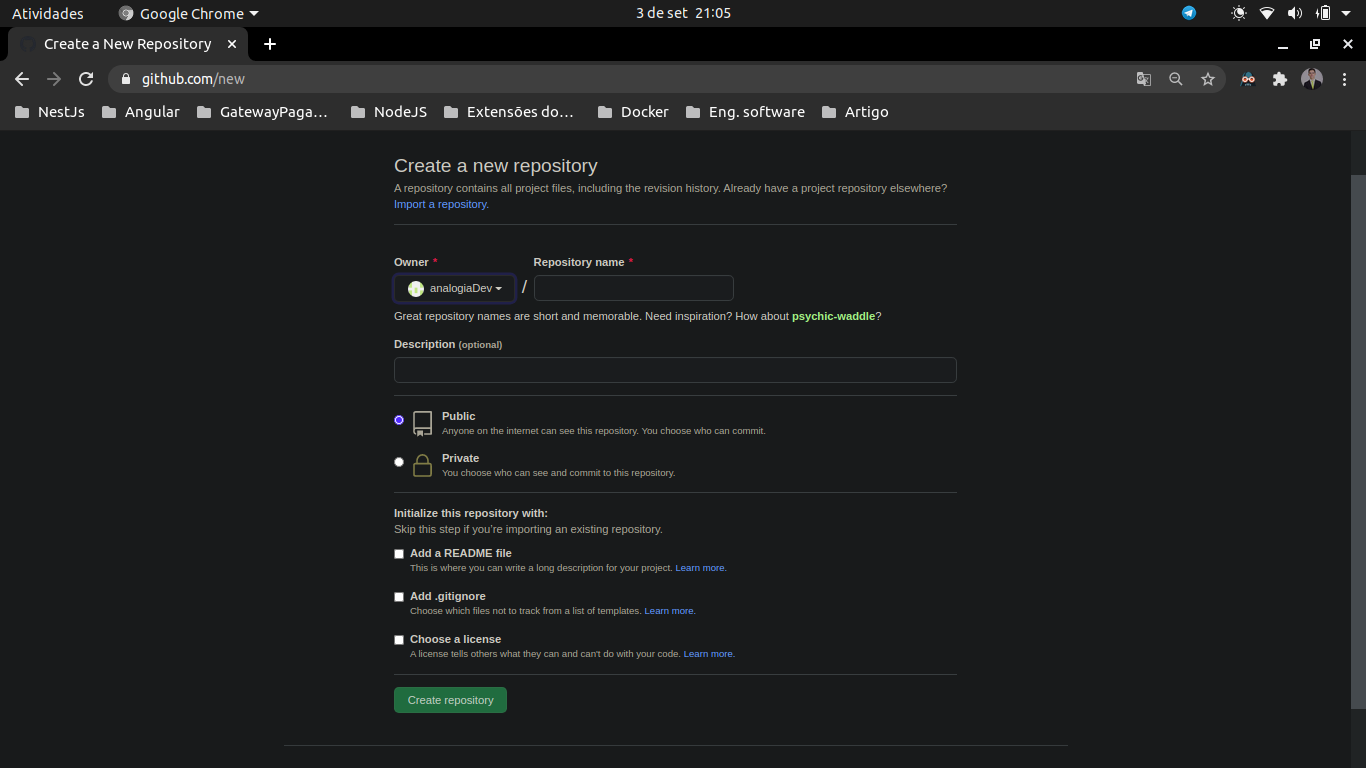 Atividades Google Chrome 3 de set 21:05
Create a New Repository
github.com/new
NestJs Angular GatewayPaga… NodeJS Extensões do… Docker Eng. software Artigo
Create a new repository
A repository contains all project files, including the revision history. Already have a project repository elsewhere?
Import a repository.
Owner * Repository name *
analogiaDev /
Great repository names are short and memorable. Need inspiration? How about psychic-waddle?
Description (optional)
Public
Anyone on the internet can see this repository. You choose who can commit.
Private
You choose who can see and commit to this repository.
Initialize this repository with:
Skip this step if you're importing an existing repository.
Add a README file
This is where you can write a long description for your project. Learn more.
Add .gitignore
Choose which files not to track from a list of templates. Learn more.
Choose a license
A license tells others what they can and can't do with your code. Learn more.
Create repository